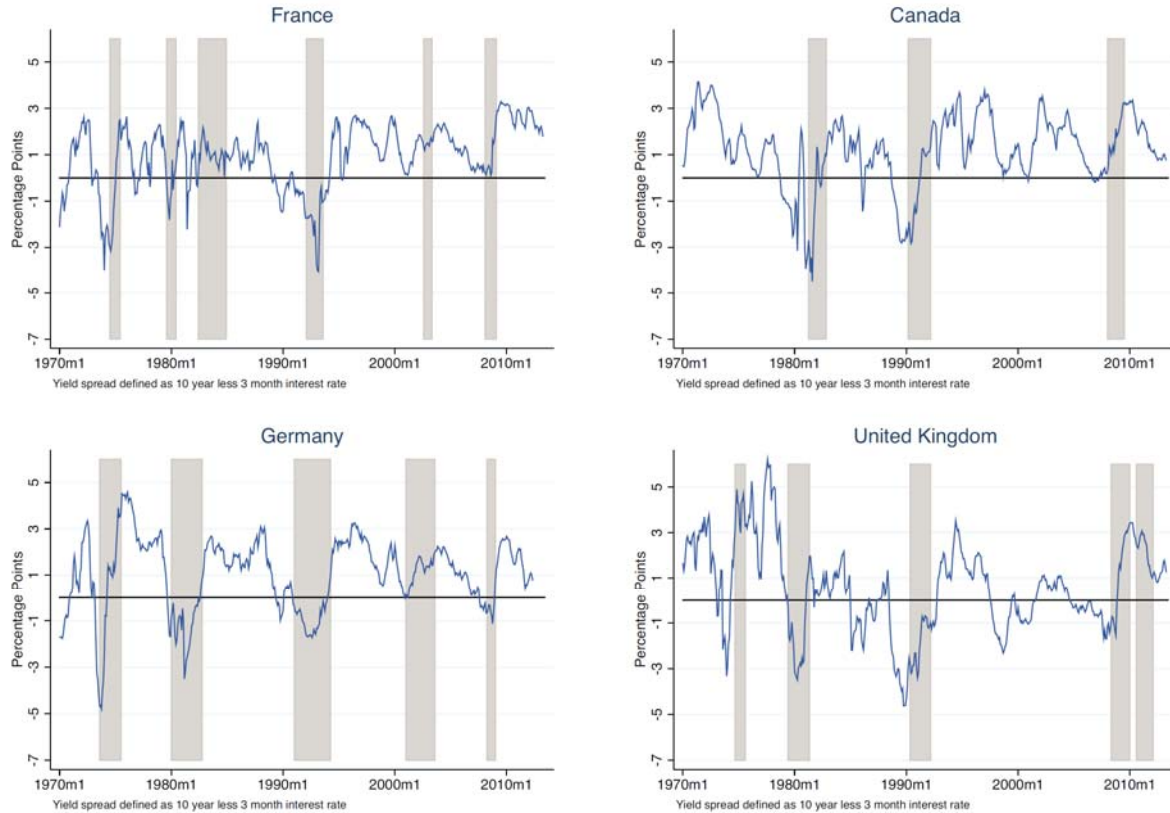 France
Percentage Points
5
3
1
-1
-3
-5
-7
1970m1 1980m1 1990m1 2000m1 2010m1
Yield spread defined as 10 year less 3 month interest rate
Canada
Percentage Points
5
3
1
-1
-3
-5
-7
1970m1 1980m1 1990m1 2000m1 2010m1
Yield spread defined as 10 year less 3 month interest rate
Germany
Percentage Points
5
3
1
-1
-3
-5
-7
1970m1 1980m1 1990m1 2000m1 2010m1
Yield spread defined as 10 year less 3 month interest rate
United Kingdom
Percentage Points
5
3
1
-1
-3
-5
-7
1970m1 1980m1 1990m1 2000m1 2010m1
Yield spread defined as 10 year less 3 month interest rate